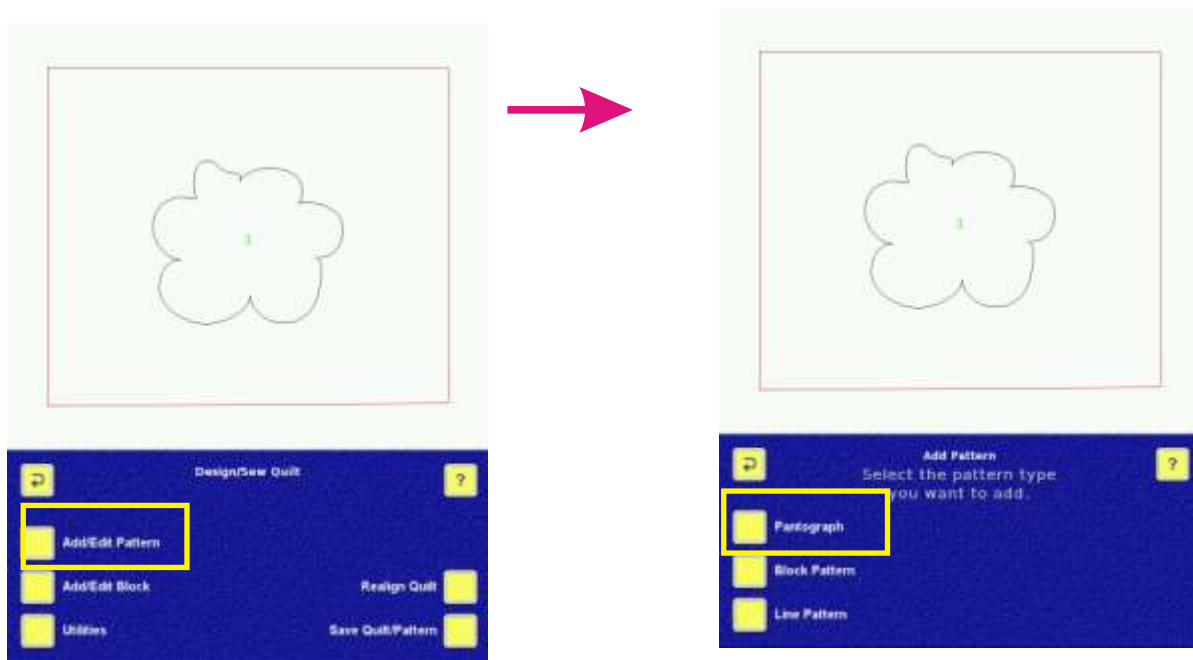 1
Design/Sew Quilt
?
Add/Edit Pattern
Add/Edit Block
Realign Quilt
Utilities
Save Quilt/Pattern
1
Add Pattern
?
Select the pattern type
you want to add.
Pantograph
Block Pattern
Line Pattern